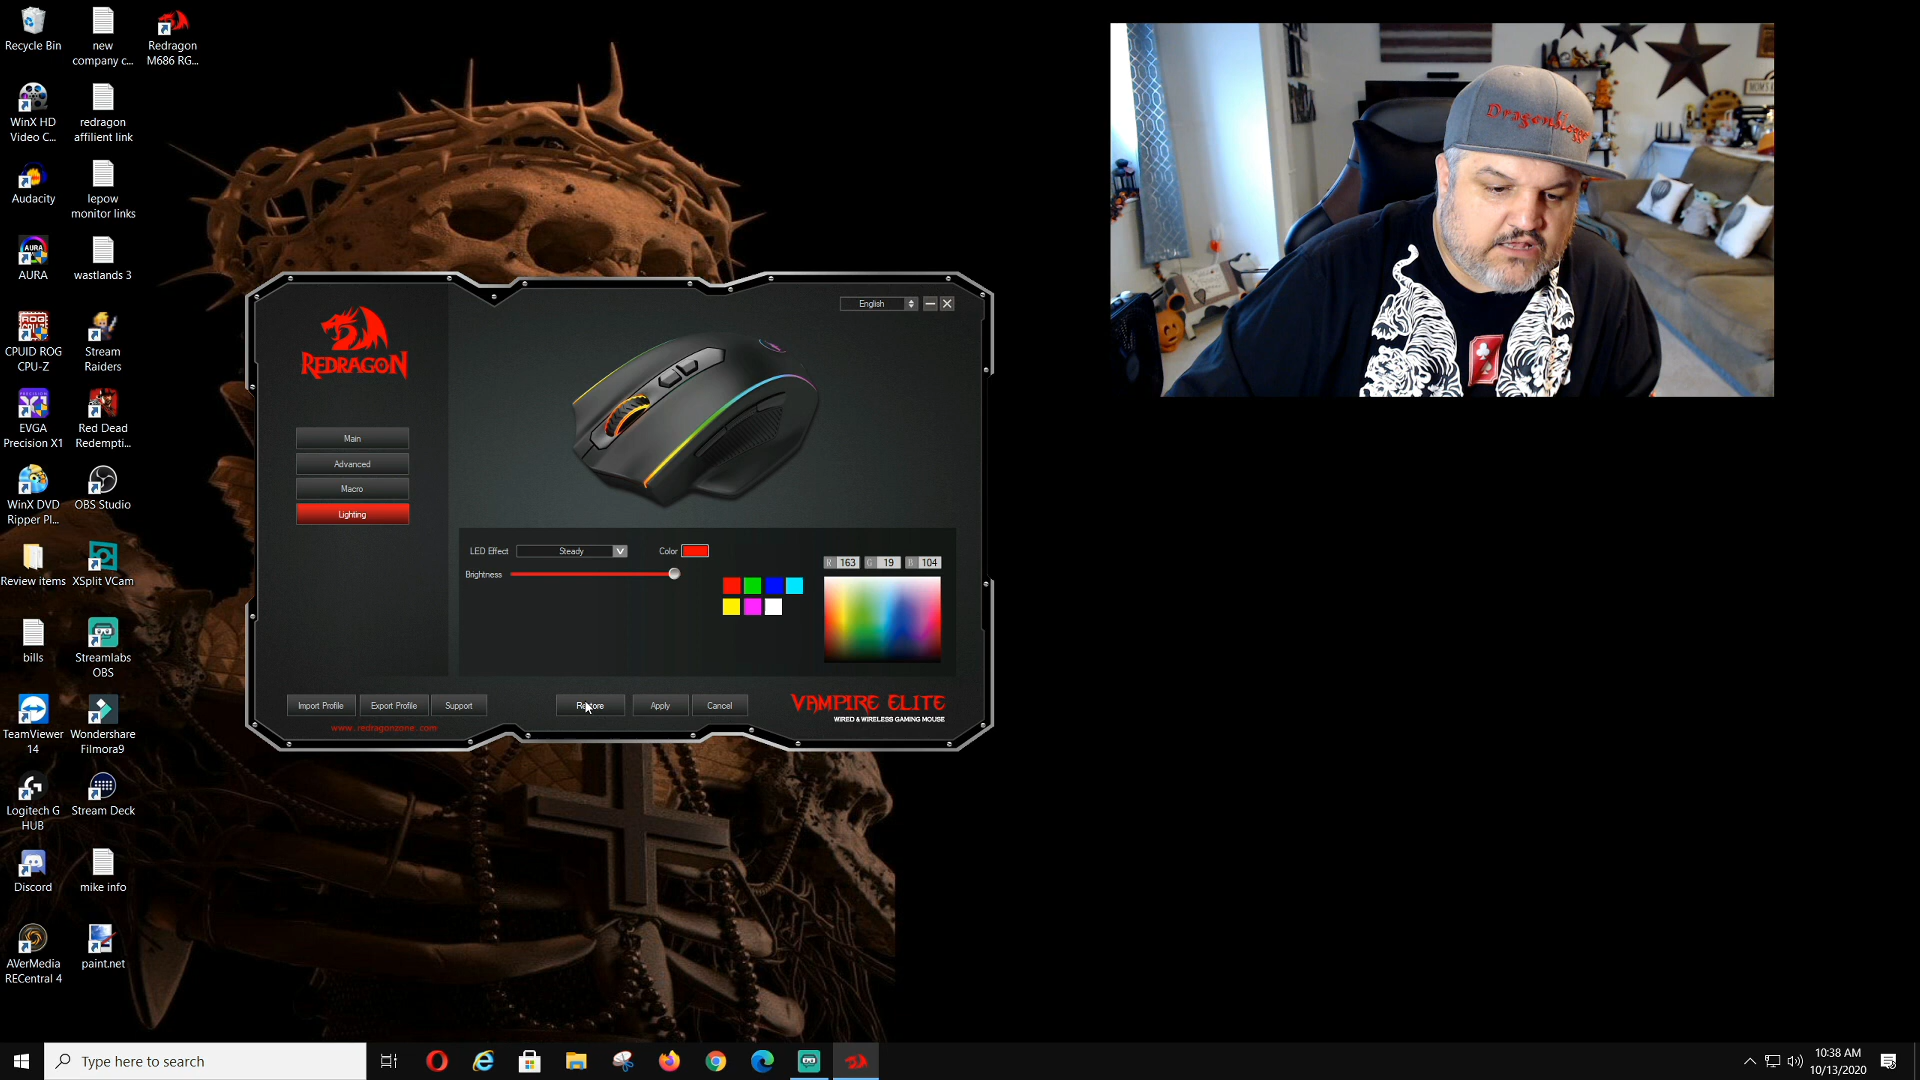 Recycle Bin
new
company c...
Redragon
M686 RG...
WinX HD
Video C...
redragon
affilient link
Audacity
lepow
monitor links
AURA
AURA
wastlands 3
ROG
CPUID ROG
CPU-Z
Stream
Raiders
EVGA
Precision X1
Red Dead
Redempti...
WinX DVD
Ripper Pl...
OBS Studio
Review items
XSplit VCam
bills
Streamlabs
OBS
TeamViewer
14
Wondershare
Filmora9
Logitech G
HUB
Stream Deck
Discord
mike info
AVerMedia
RECentral 4
paint.net
REDRAGON
English
Main
Advanced
Macro
Lighting
LED Effect
Steady
Color
Brightness
R 163 G 19 B 104
Import Profile
Export Profile
Support
Restore
Apply
Cancel
VAMPIRE ELITE
WIRED & WIRELESS GAMING MOUSE
www.redragonzone.com
Type here to search
10:38 AM
10/13/2020